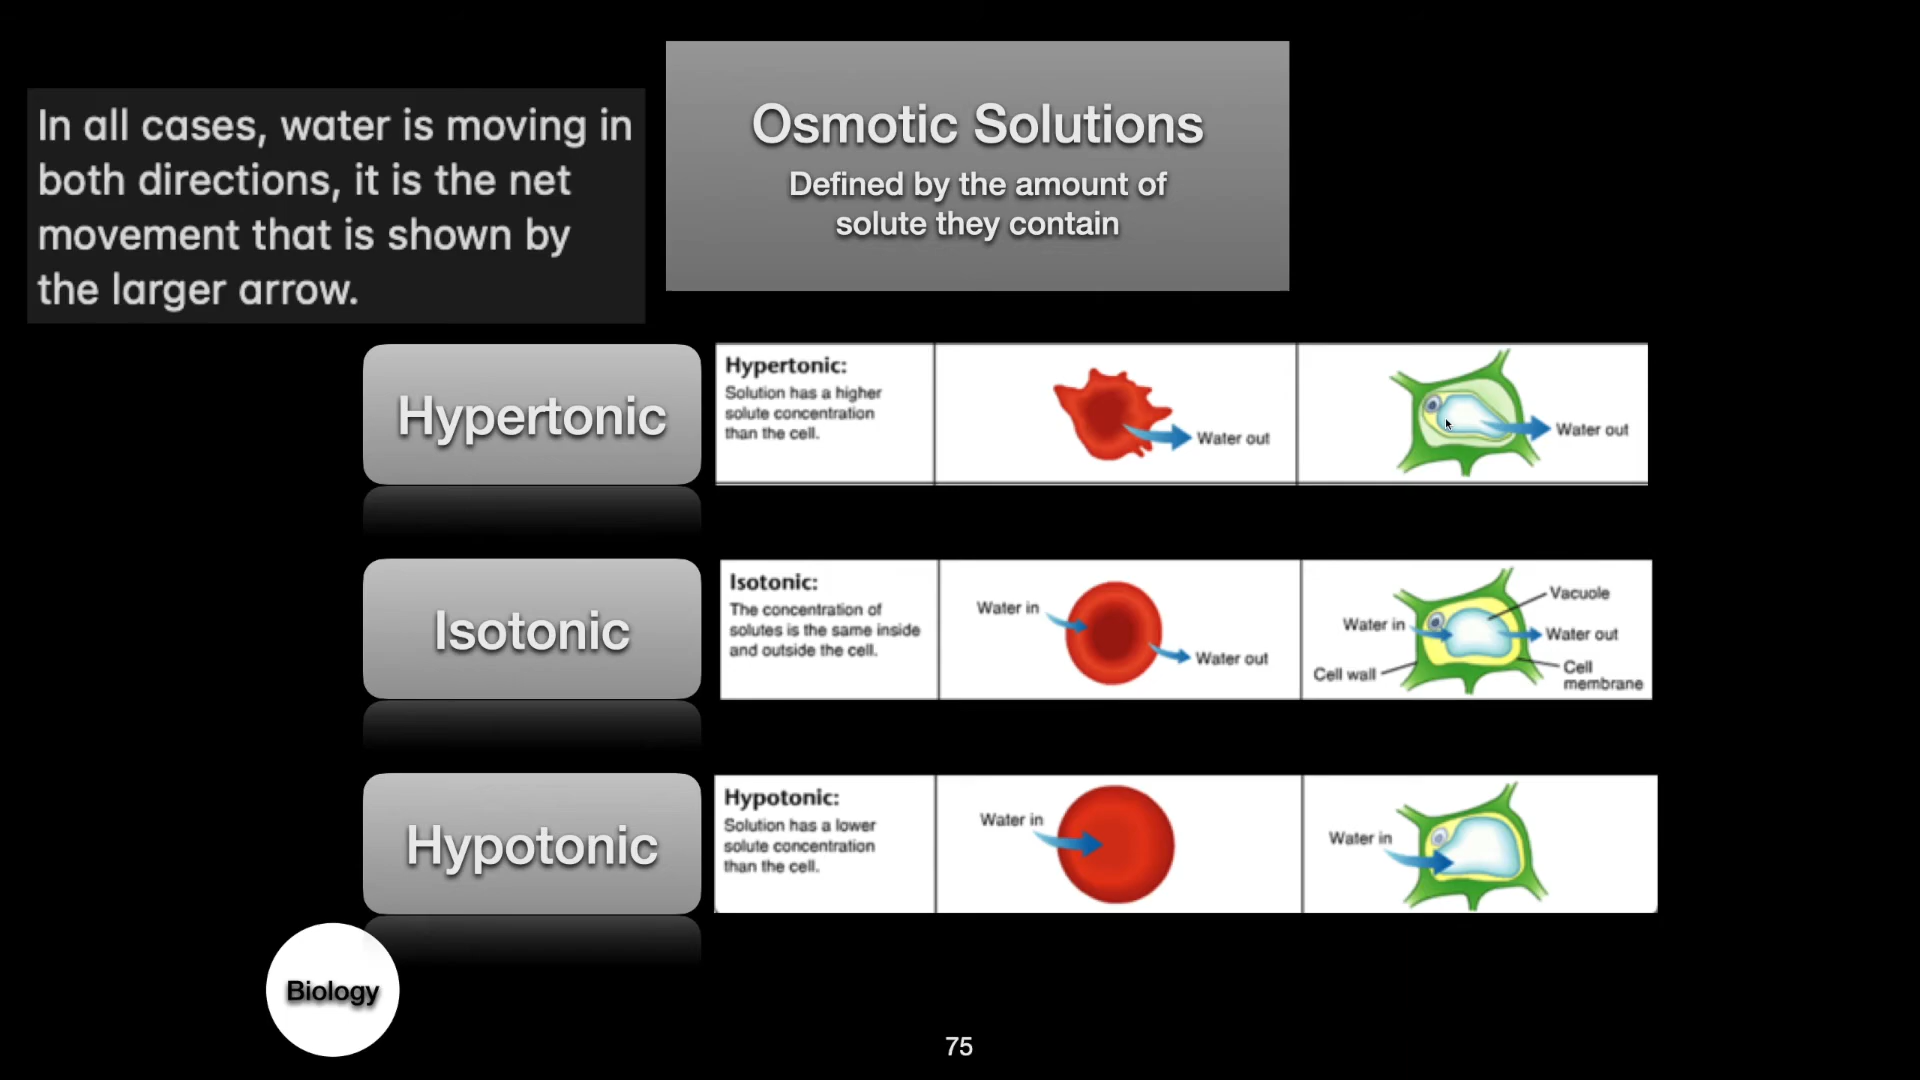 In all cases, water is moving in
both directions, it is the net
movement that is shown by
the larger arrow.
Osmotic Solutions
Defined by the amount of
solute they contain
Hypertonic
Hypertonic:
Solution has a higher
solute concentration
than the cell.
Water out
Water out
Isotonic
Isotonic:
The concentration of
solutes is the same inside
and outside the cell.
Water in
Water out
Water in
Vacuole
Water out
Cell wall
Cell
membrane
Hypotonic
Hypotonic:
Solution has a lower
solute concentration
than the cell.
Water in
Water in
Biology
75